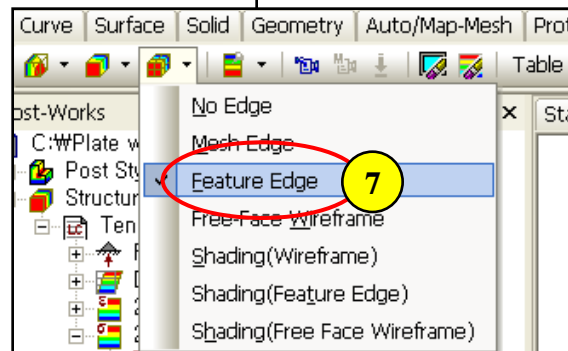 Curve Surface Solid Geometry Auto/Map-Mesh Prot
Table
ost-Works × Sta
No Edge
C:₩Plate w
Mesh Edge
Post Sty
Feature Edge 7
Structur
Free-Face Wireframe
LC Ten
Shading(Wireframe)
Shading(Feature Edge)
Shading(Free Face Wireframe)